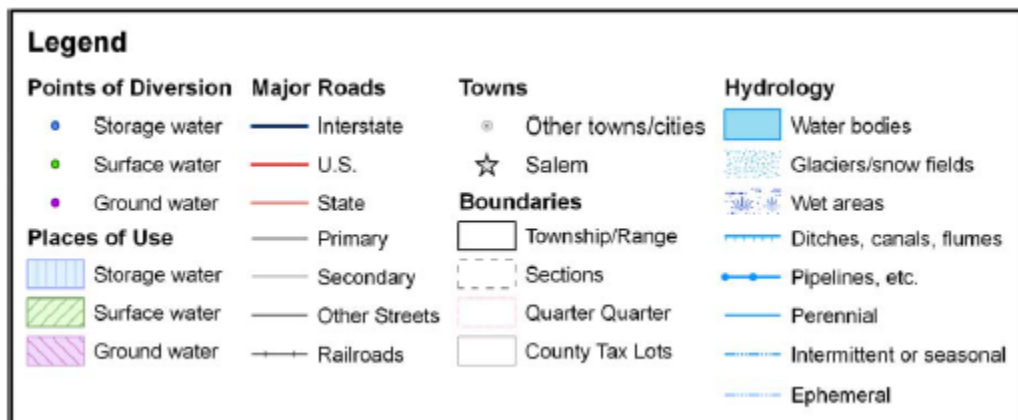 Legend
Points of Diversion
Storage water
Surface water
Ground water
Places of Use
Storage water
Surface water
Ground water
Major Roads
Interstate
U.S.
State
Primary
Secondary
Other Streets
Railroads
Towns
Other towns/cities
Salem
Boundaries
Township/Range
Sections
Quarter Quarter
County Tax Lots
Hydrology
Water bodies
Glaciers/snow fields
Wet areas
Ditches, canals, flumes
Pipelines, etc.
Perennial
Intermittent or seasonal
Ephemeral